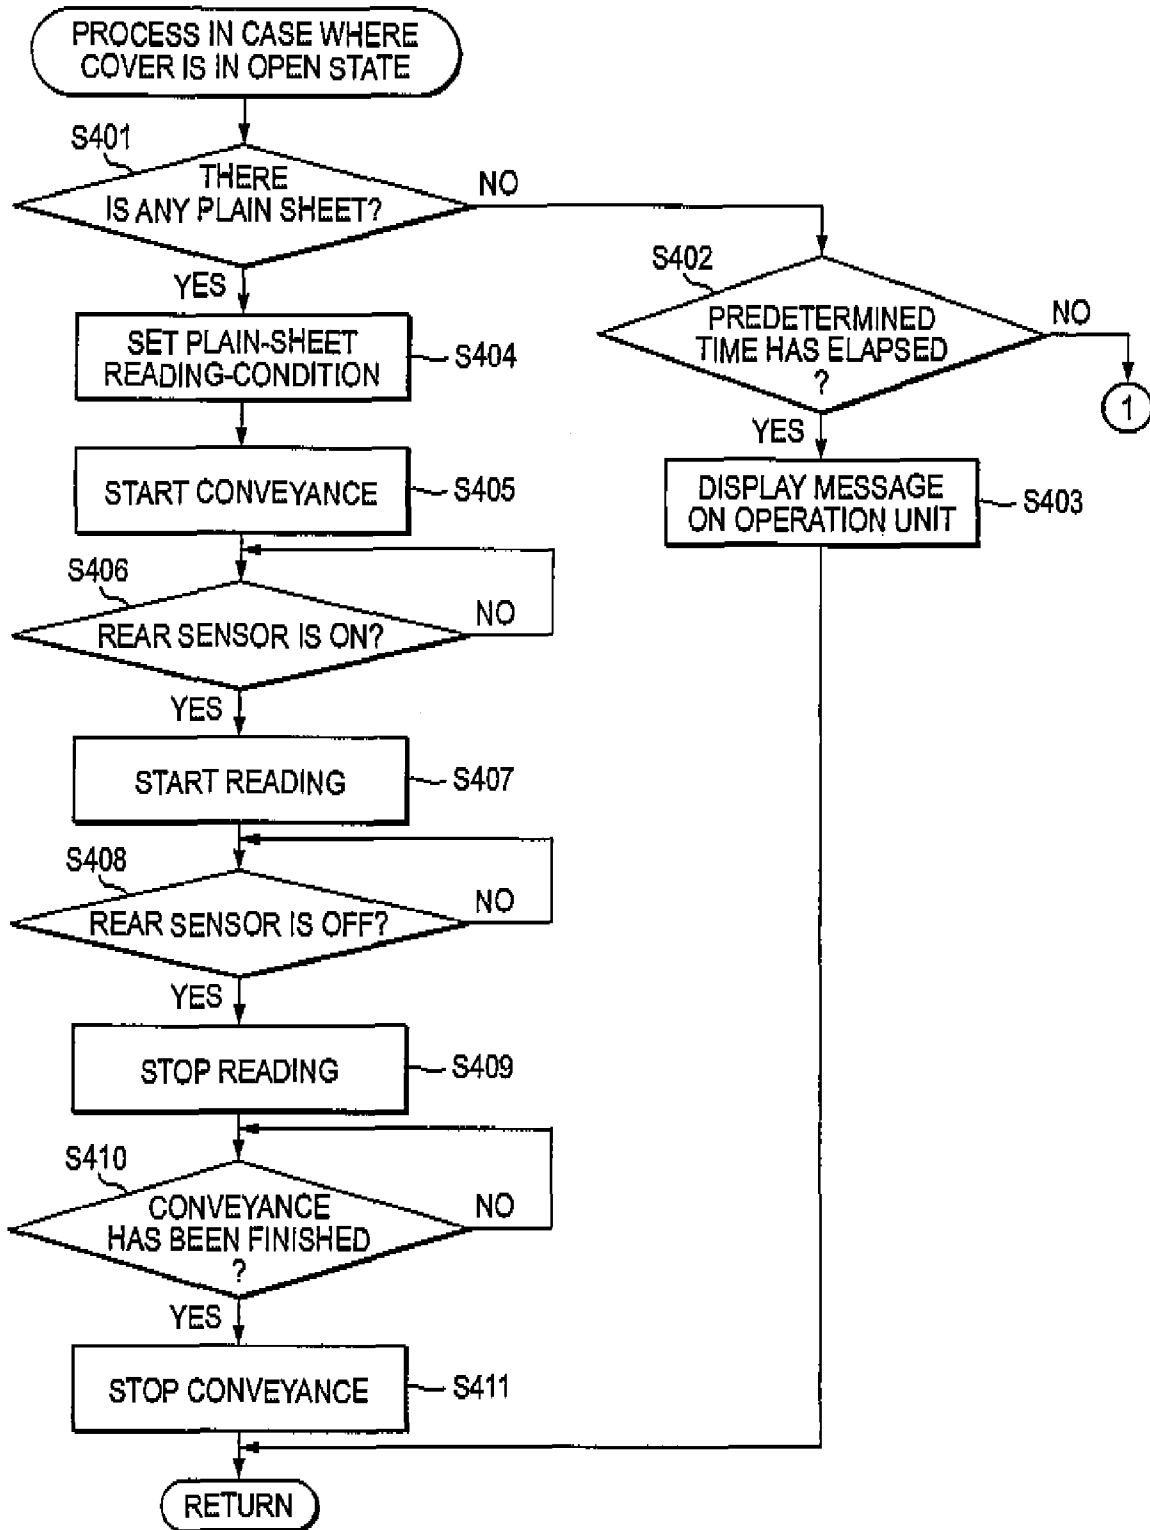 PROCESS IN CASE WHERE
COVER IS IN OPEN STATE
S401
THERE
IS ANY PLAIN SHEET?
NO
YES
S402
PREDETERMINED
TIME HAS ELAPSED
?
NO
1
YES
SET PLAIN-SHEET
READING-CONDITION
S404
START CONVEYANCE
S405
DISPLAY MESSAGE
ON OPERATION UNIT
S403
S406
REAR SENSOR IS ON?
NO
YES
START READING
S407
S408
REAR SENSOR IS OFF?
NO
YES
STOP READING
S409
S410
CONVEYANCE
HAS BEEN FINISHED
?
NO
YES
STOP CONVEYANCE
S411
RETURN